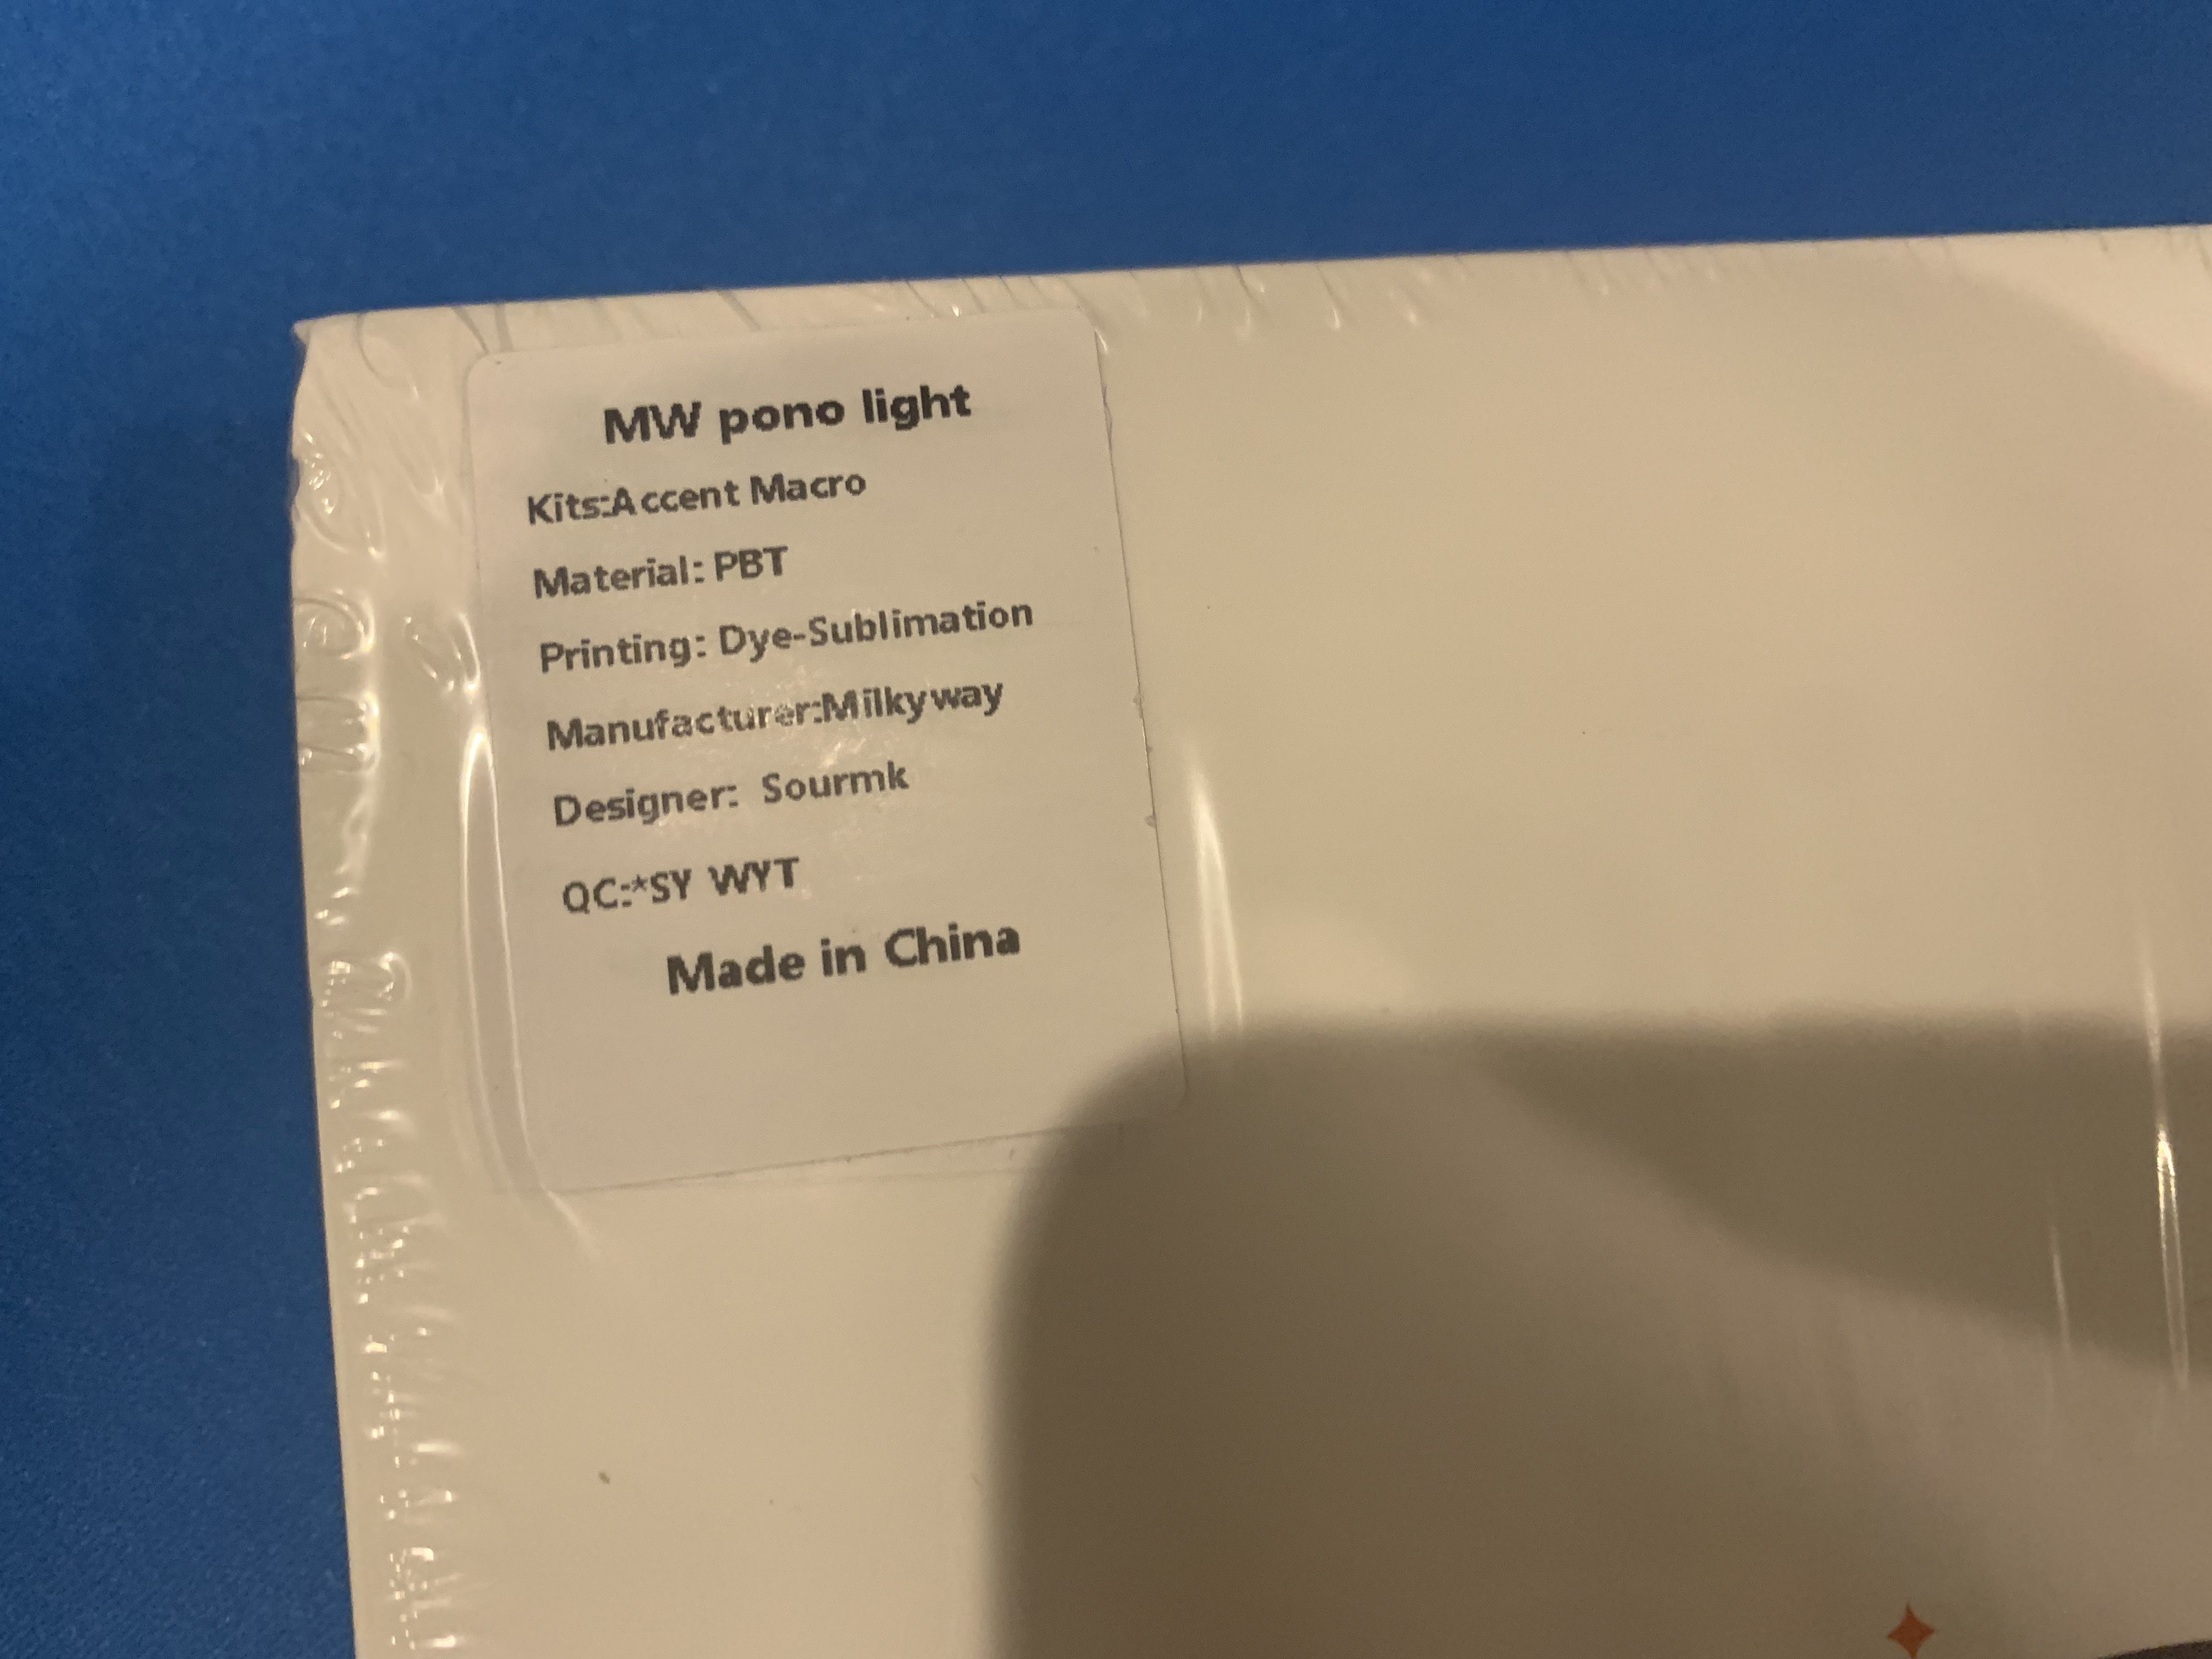 MW pono light
Kits:Accent Macro
Material: PBT
Printing: Dye-Sublimation
Manufacturer:Milkyway
Designer: Sourmk
QC:*SY WYT
Made in China